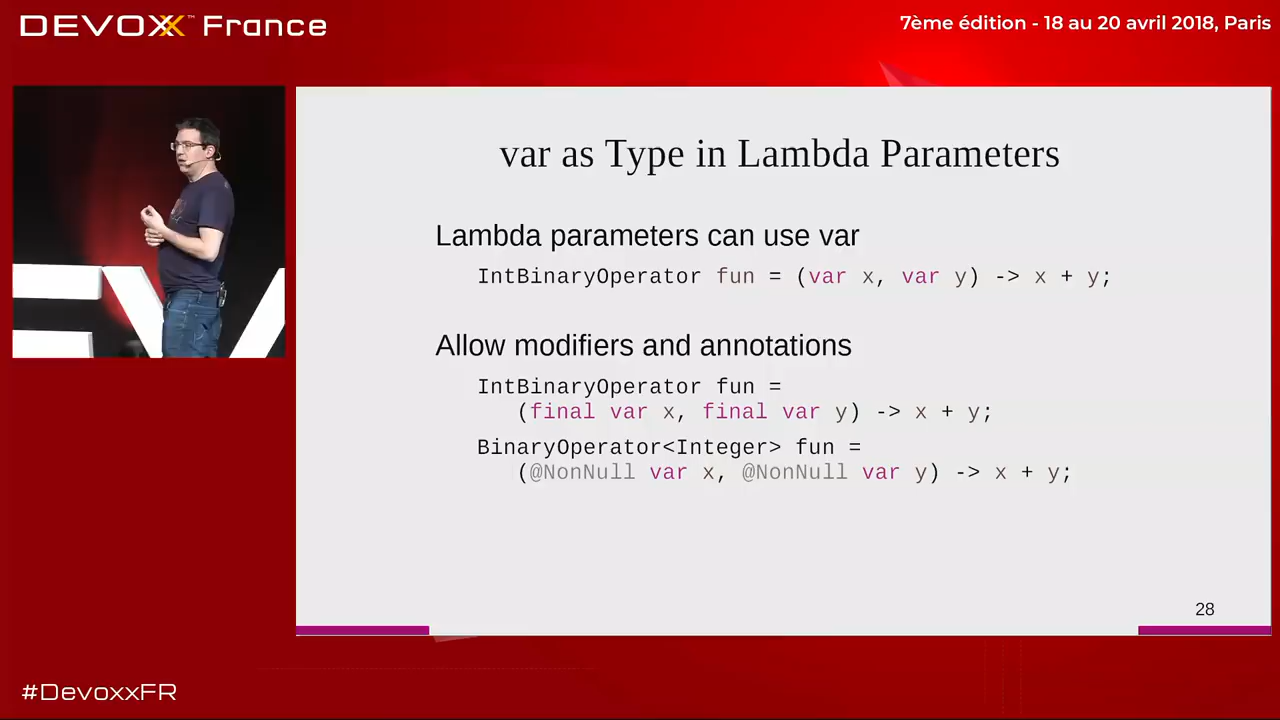 DEVOXX™ France
7ème édition - 18 au 20 avril 2018, Paris
var as Type in Lambda Parameters
Lambda parameters can use var
IntBinaryOperator fun = (var x, var y) -> x + y;
Allow modifiers and annotations
IntBinaryOperator fun =
(final var x, final var y) -> x + y;
BinaryOperator<Integer> fun =
(@NonNull var x, @NonNull var y) -> x + y;
28
#DevoxxFR